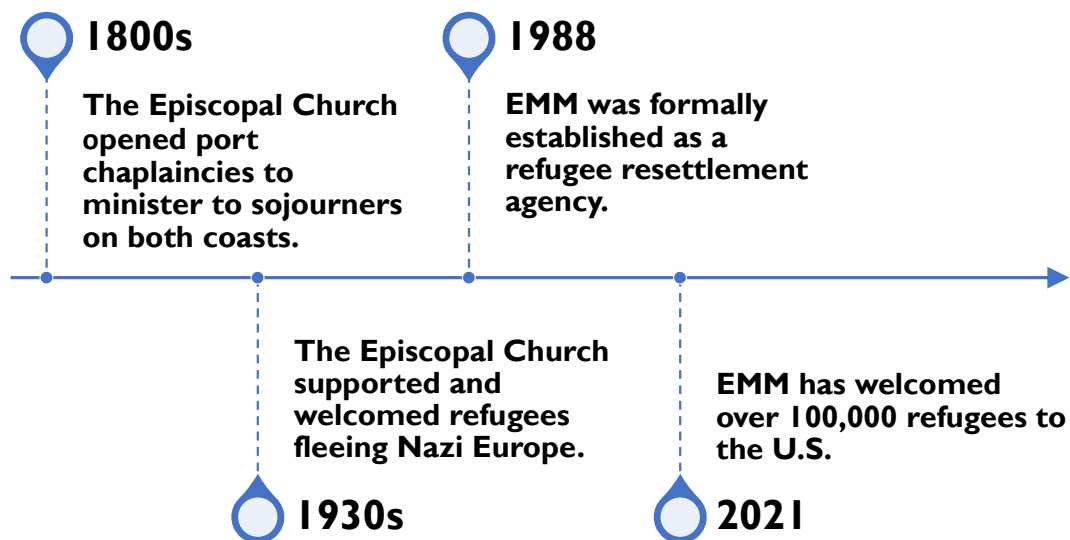 1800s
The Episcopal Church
opened port
chaplaincies to
minister to sojourners
on both coasts.
1988
EMM was formally
established as a
refugee resettlement
agency.
The Episcopal Church
supported and
welcomed refugees
fleeing Nazi Europe.
1930s
EMM has welcomed
over 100,000 refugees to
the U.S.
2021